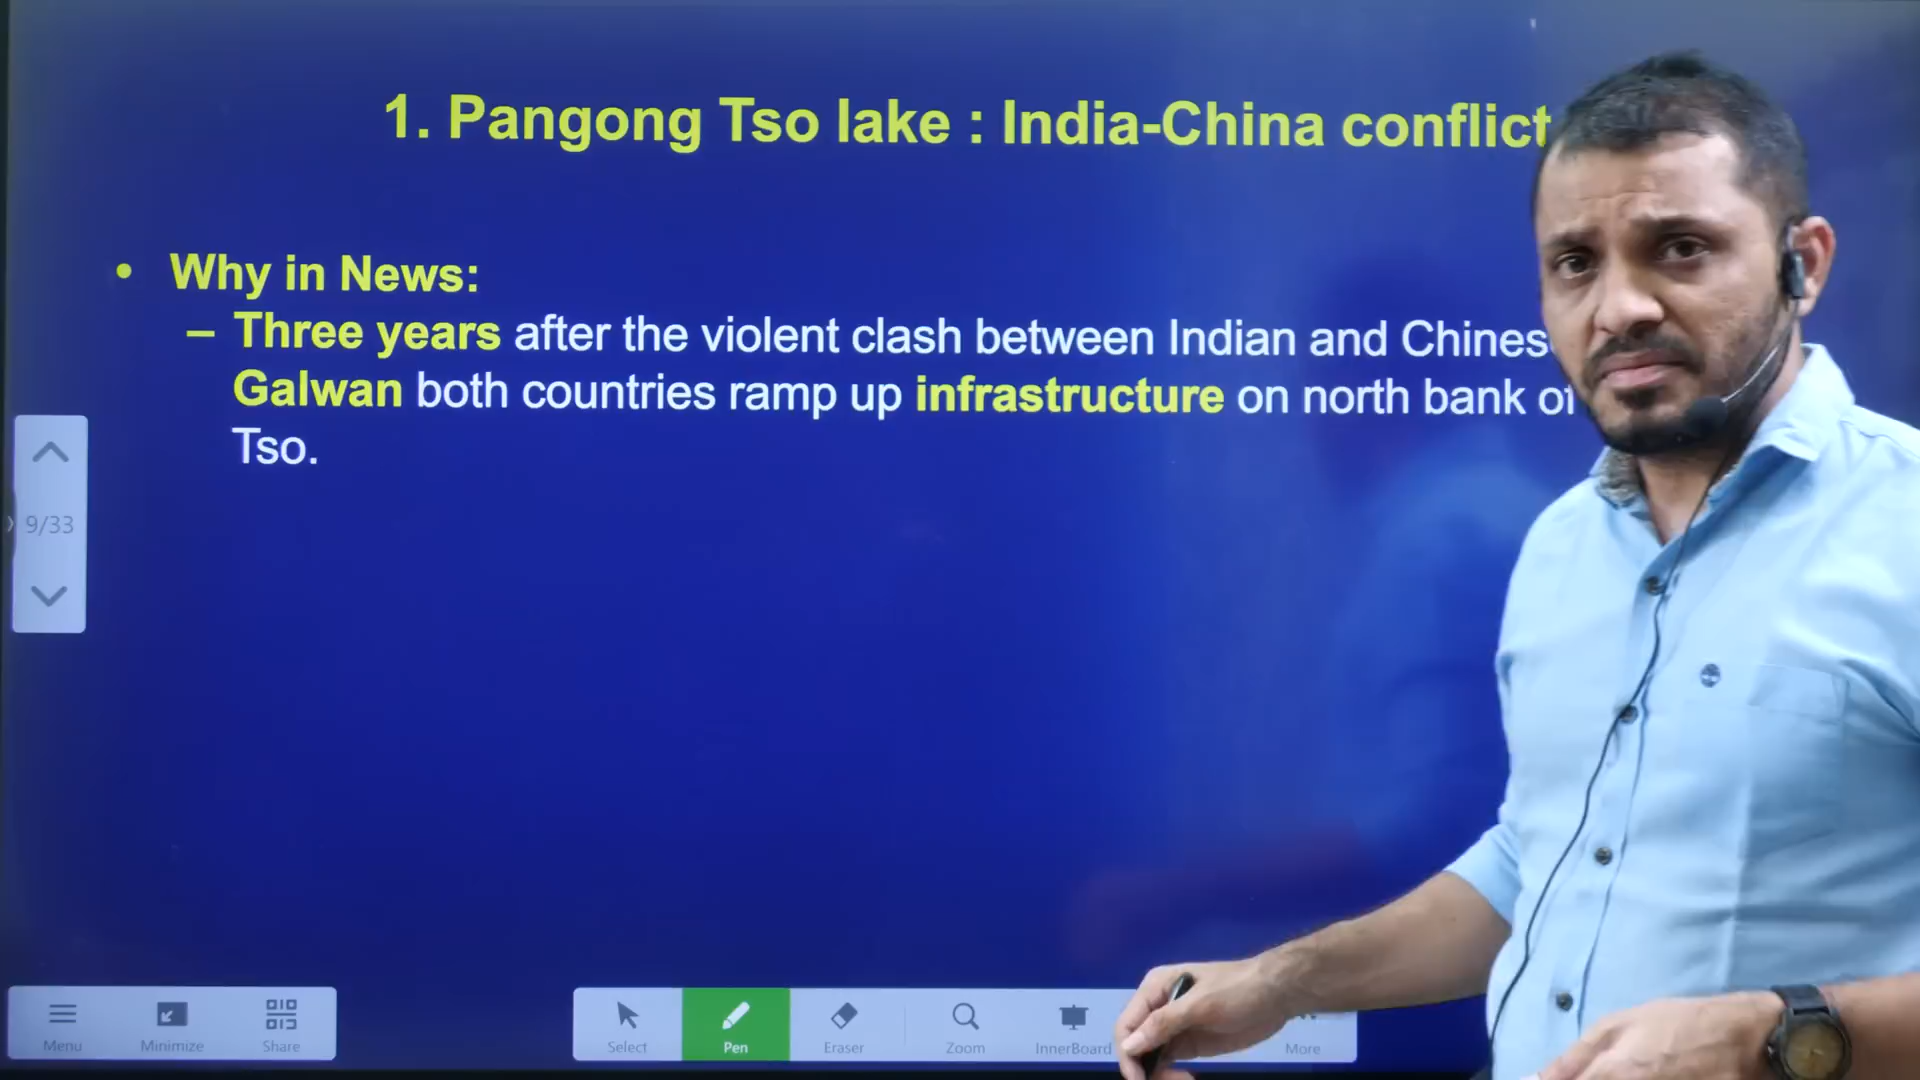 1. Pangong Tso lake : India-China conflict
• Why in News:
– Three years after the violent clash between Indian and Chines
Galwan both countries ramp up infrastructure on north bank of
Tso.
9/33
Menu Minimize Share Select Pen Eraser Zoom InnerBoard More